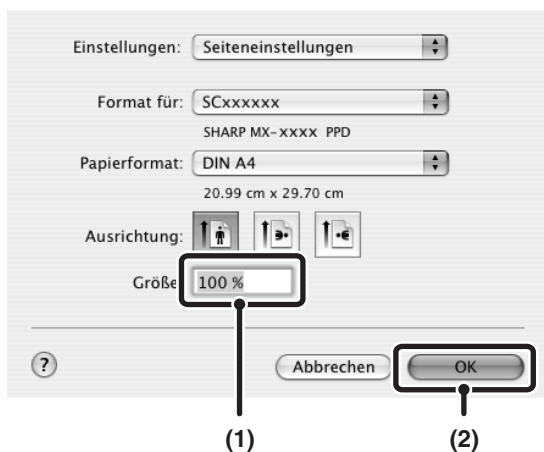 Einstellungen: Seiteneinstellungen
Format für: SCxxxxxx
SHARP MX-xxxx PPD
Papierformat: DIN A4
20.99 cm x 29.70 cm
Ausrichtung:
Größe 100 %
? Abbrechen OK
(1) (2)